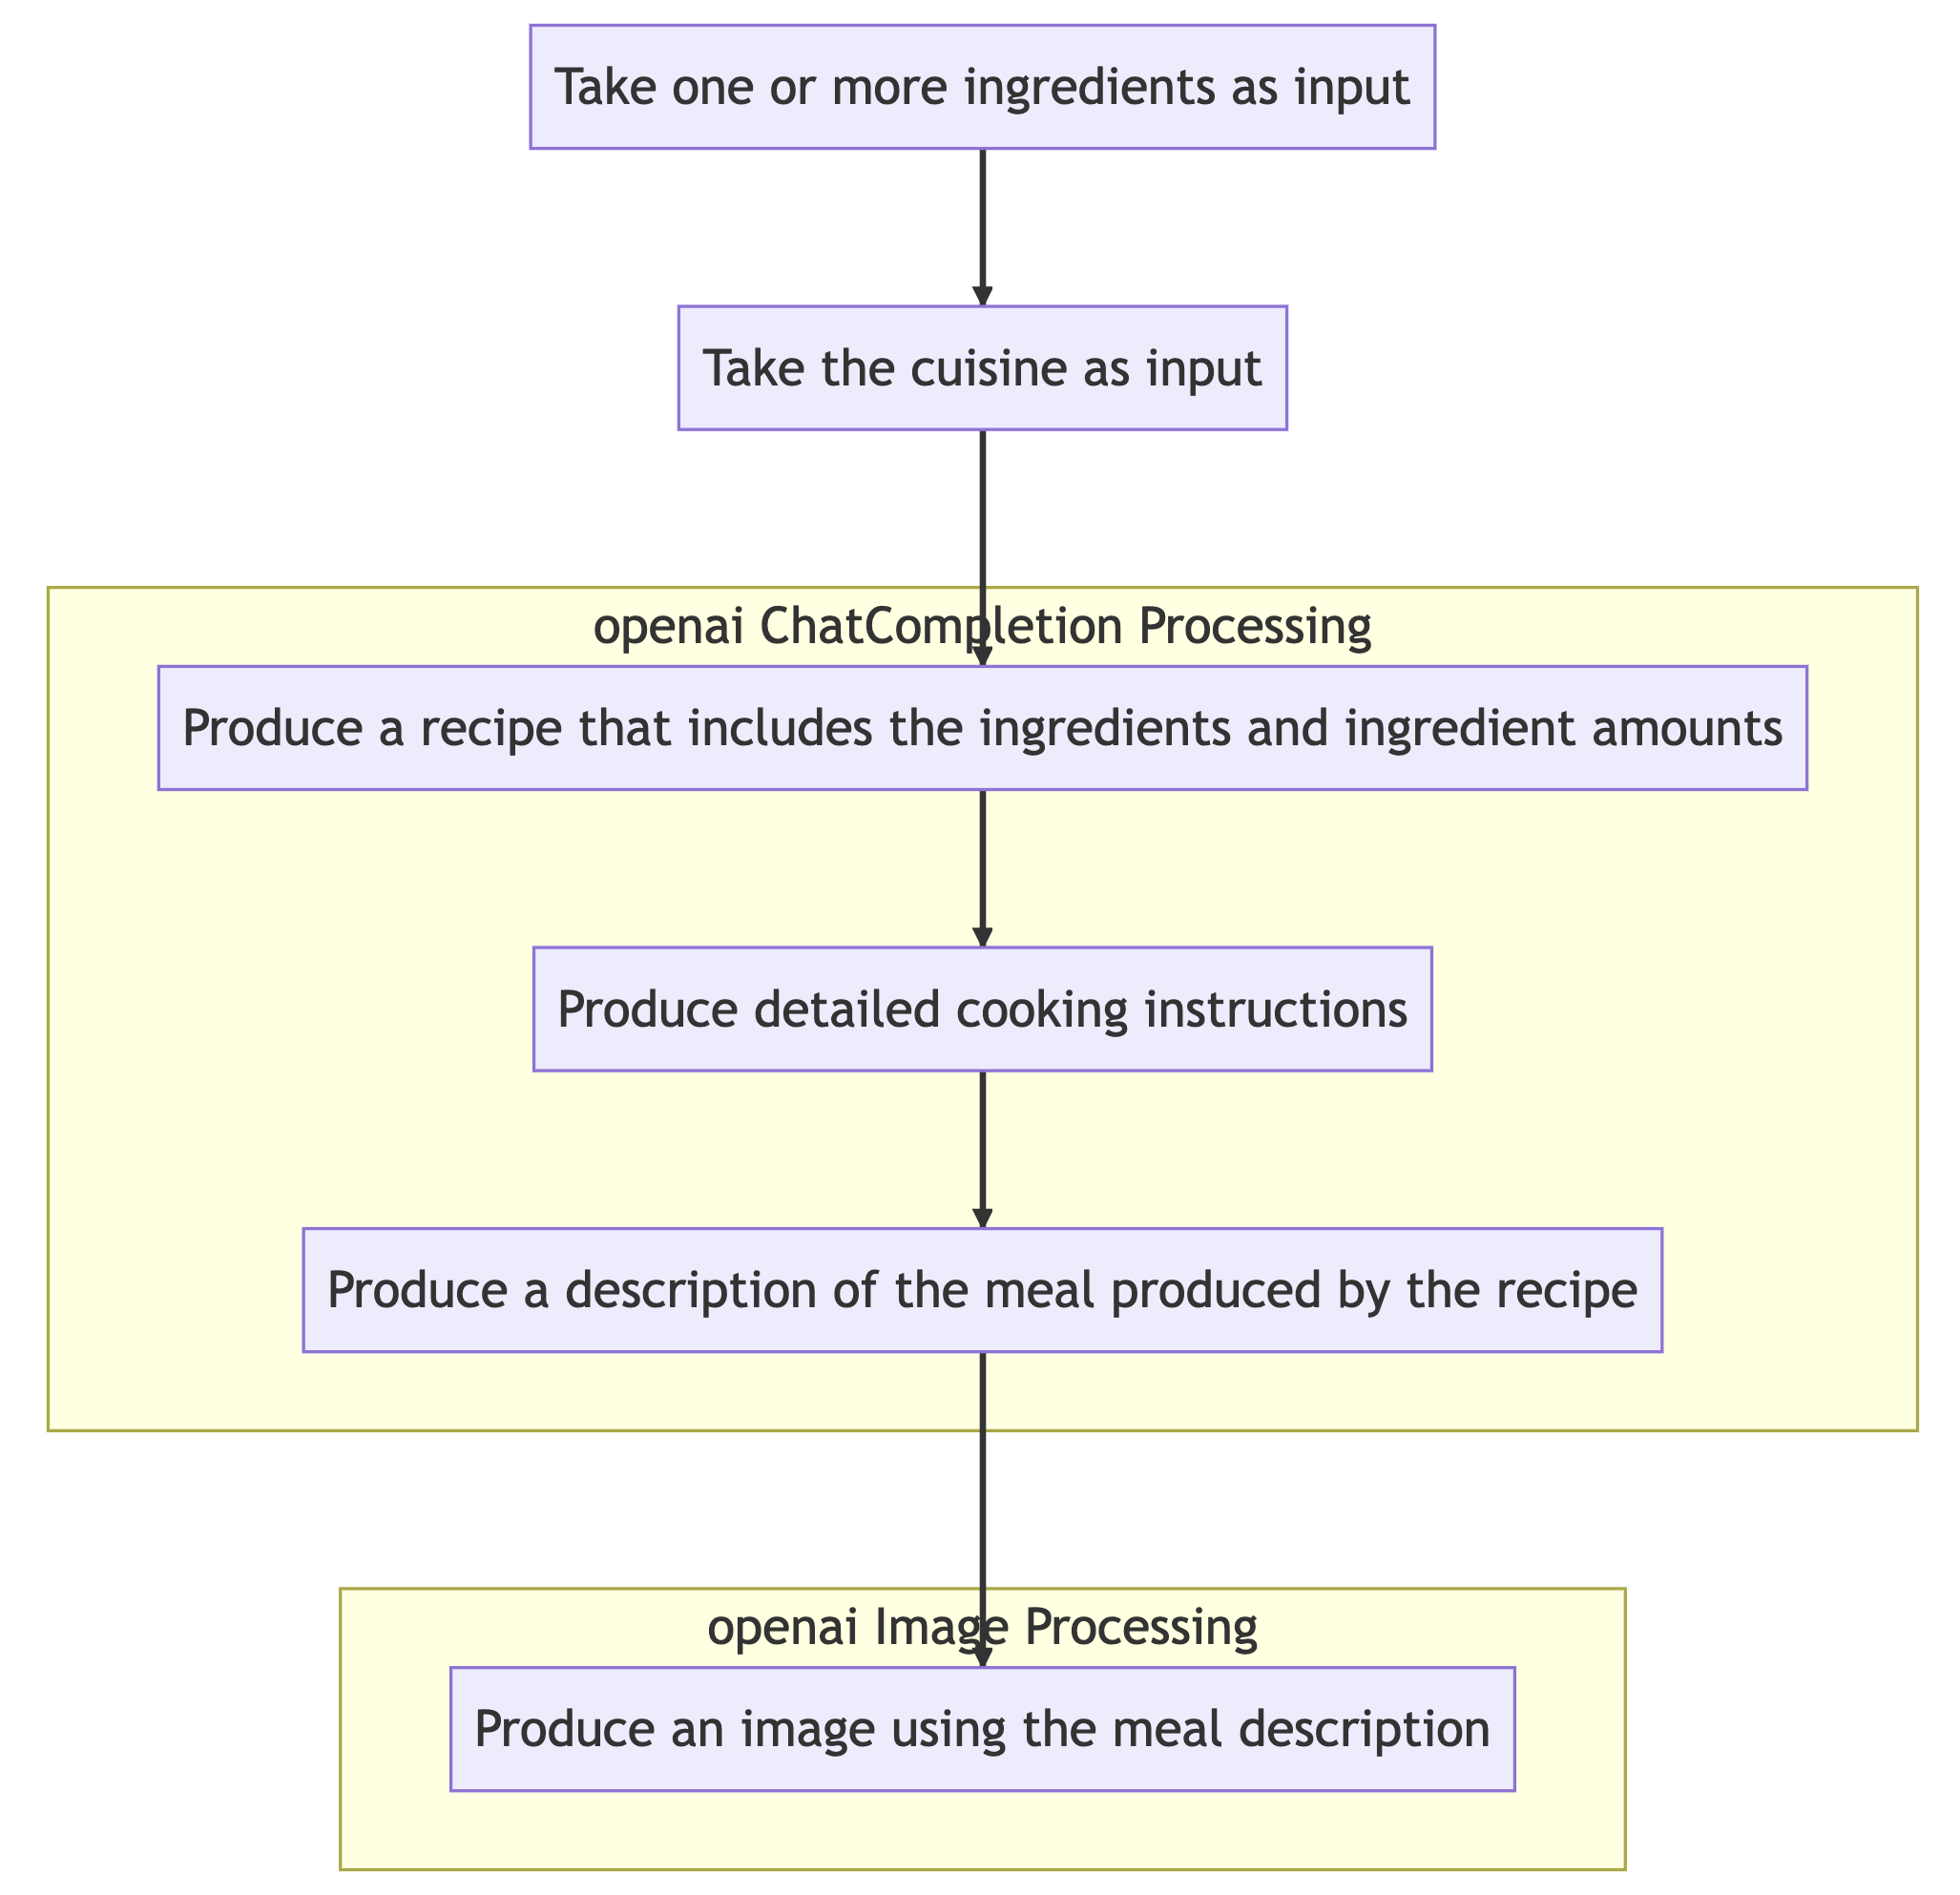 Take one or more ingredients as input
Take the cuisine as input
openai ChatCompletion Processing
Produce a recipe that includes the ingredients and ingredient amounts
Produce detailed cooking instructions
Produce a description of the meal produced by the recipe
openai Image Processing
Produce an image using the meal description